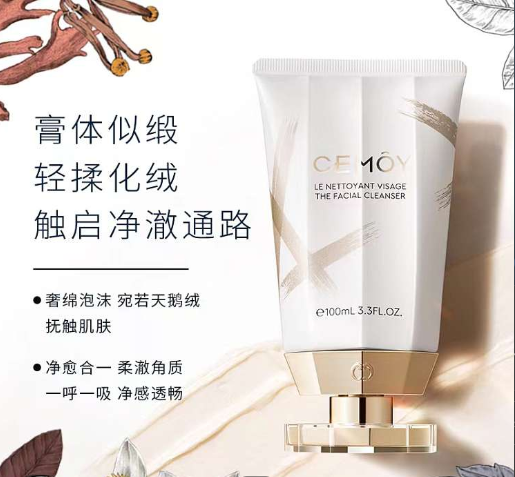 膏体似缎
轻揉化绒
触启净澈通路
奢绵泡沫 宛若天鹅绒
抚触肌肤
净愈合一 柔澈角质
一呼一吸 净感透畅
CEMÔY
LE NETTOYANT VISAGE
THE FACIAL CLEANSER
℮100mL 3.3FL.OZ.